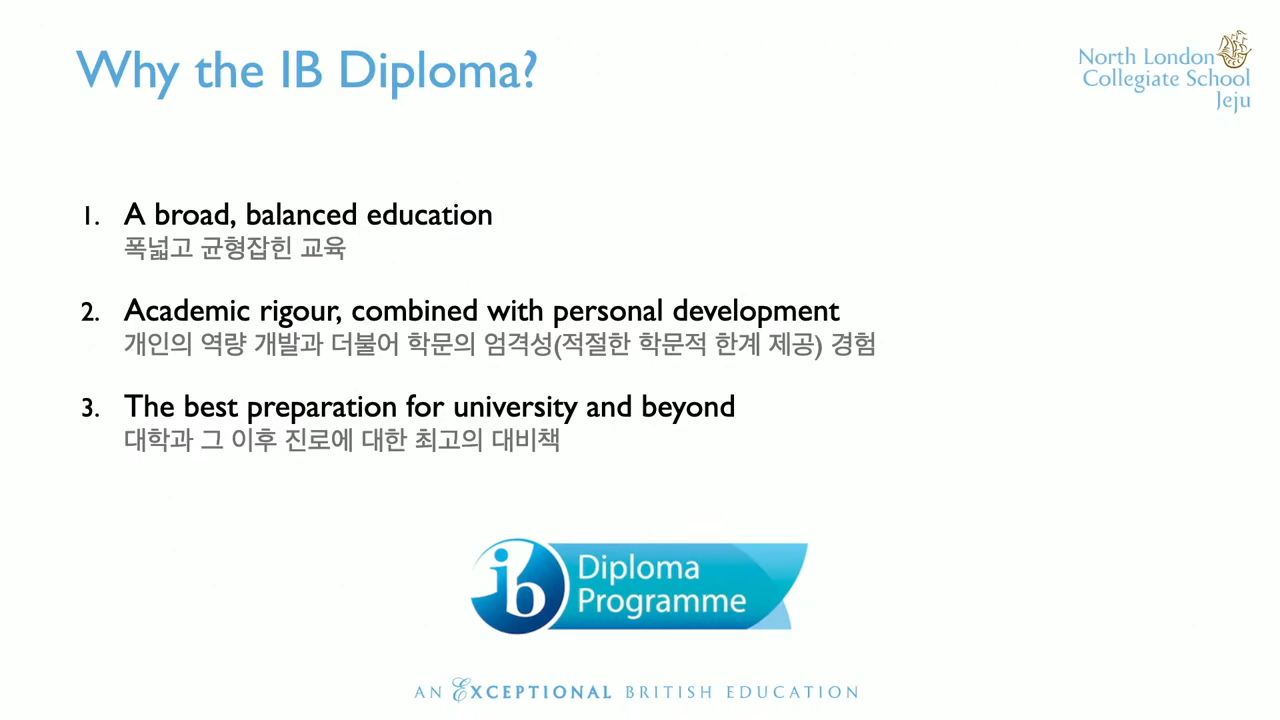 Why the IB Diploma?
North London
Collegiate School
Jeju
1. A broad, balanced education
폭넓고 균형잡힌 교육
2. Academic rigour, combined with personal development
개인의 역량 개발과 더불어 학문의 엄격성(적절한 학문적 한계 제공) 경험
3. The best preparation for university and beyond
대학과 그 이후 진로에 대한 최고의 대비책
ib
Diploma
Programme
AN EXCEPTIONAL BRITISH EDUCATION